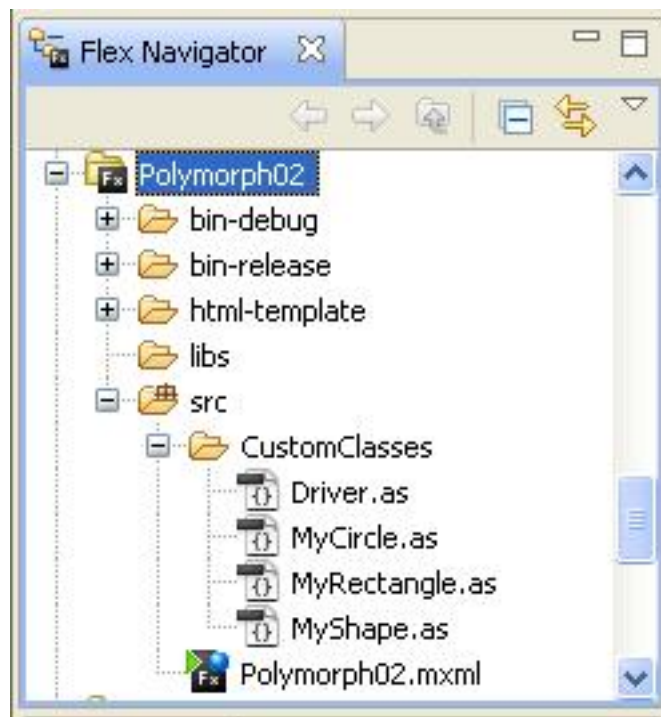 Flex Navigator
Polymorph02
bin-debug
bin-release
html-template
libs
src
CustomClasses
Driver.as
MyCircle.as
MyRectangle.as
MyShape.as
Polymorph02.mxml